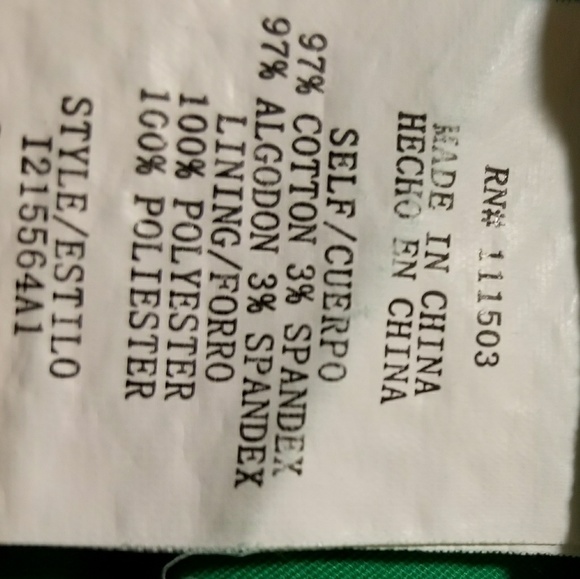 RN# 111503
MADE IN CHINA
HECHO EN CHINA
SELF/CUERPO
97% COTTON 3% SPANDEX
97% ALGODON 3% SPANDEX
LINING/FORRO
100% POLYESTER
100% POLIESTER
STYLE/ESTILO
I215564A1